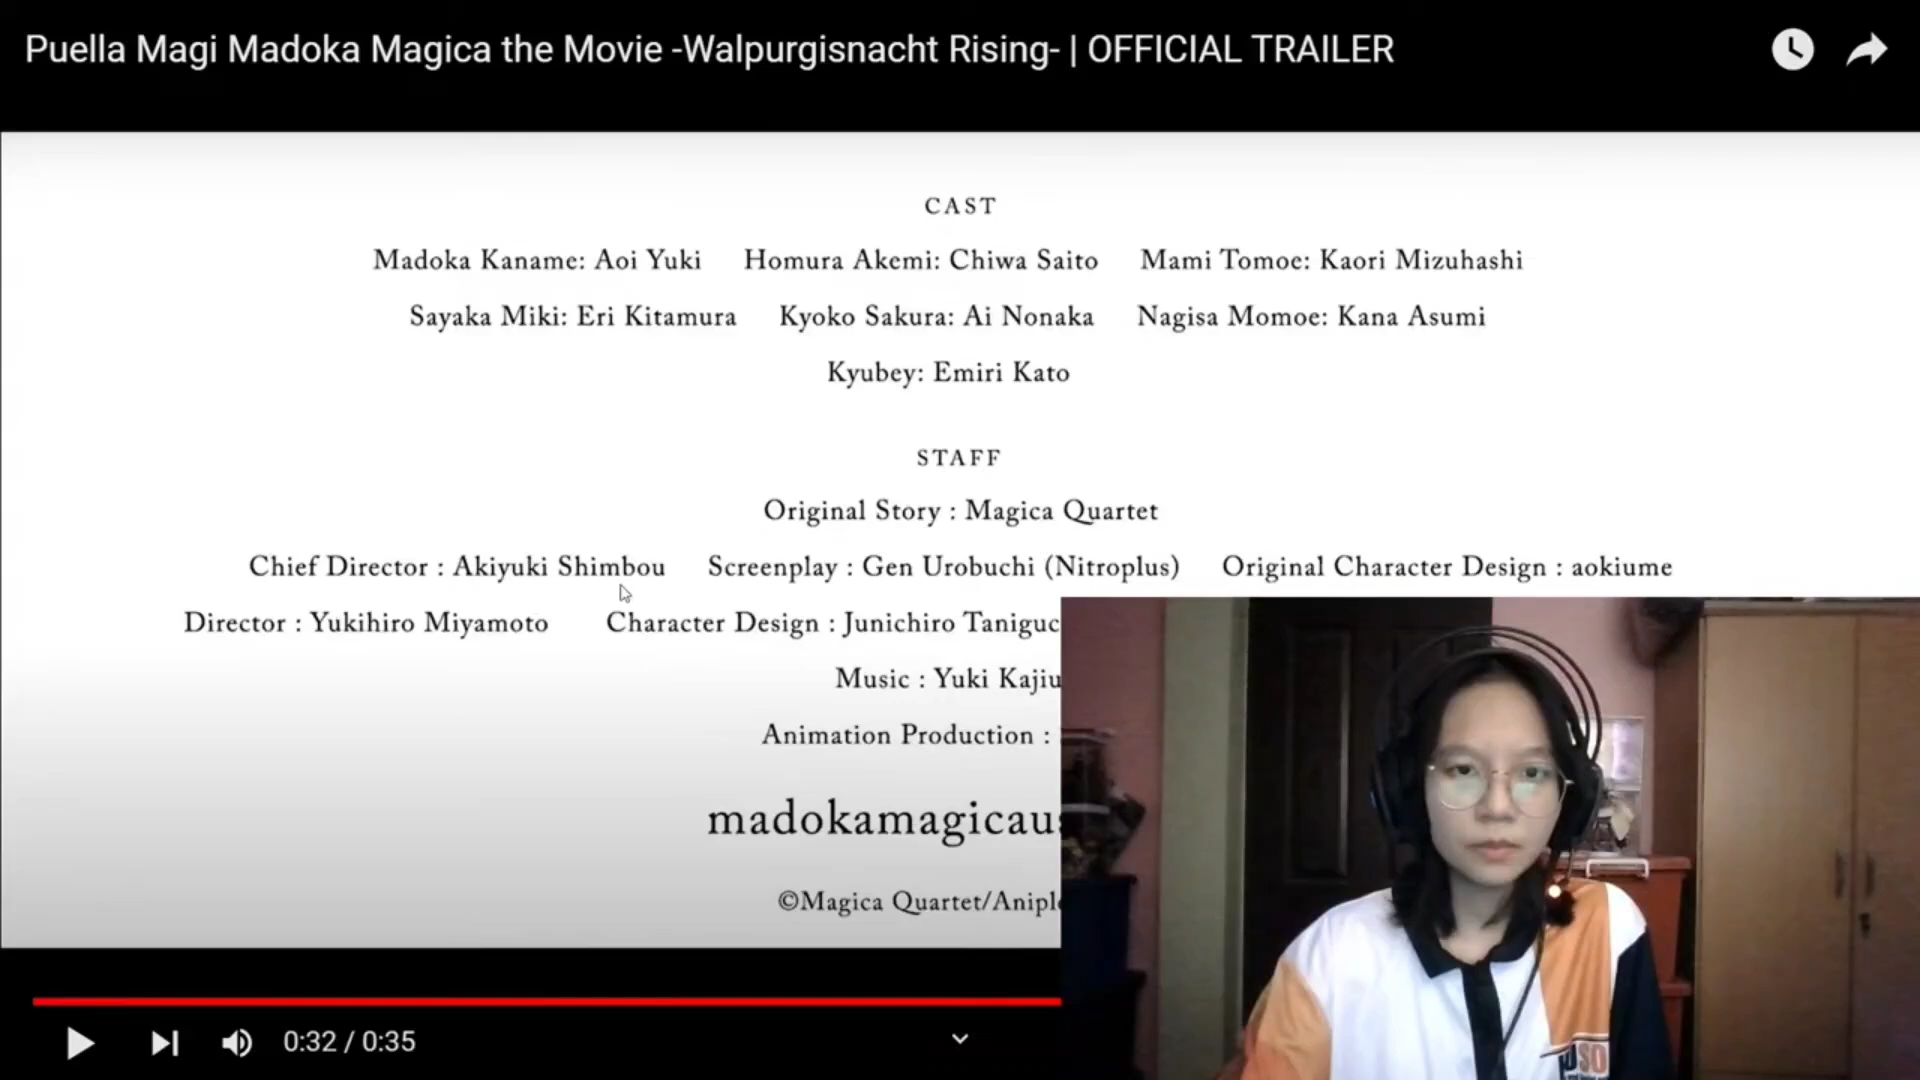 Puella Magi Madoka Magica the Movie -Walpurgisnacht Rising- | OFFICIAL TRAILER
CAST
Madoka Kaname: Aoi Yuki Homura Akemi: Chiwa Saito Mami Tomoe: Kaori Mizuhashi
Sayaka Miki: Eri Kitamura Kyoko Sakura: Ai Nonaka Nagisa Momoe: Kana Asumi
Kyubey: Emiri Kato
STAFF
Original Story : Magica Quartet
Chief Director : Akiyuki Shimbou Screenplay : Gen Urobuchi (Nitroplus) Original Character Design : aokiume
Director : Yukihiro Miyamoto Character Design : Junichiro Taniguc
Music : Yuki Kajiu
Animation Production :
madokamagicaus
©Magica Quartet/Anipl
0:32 / 0:35